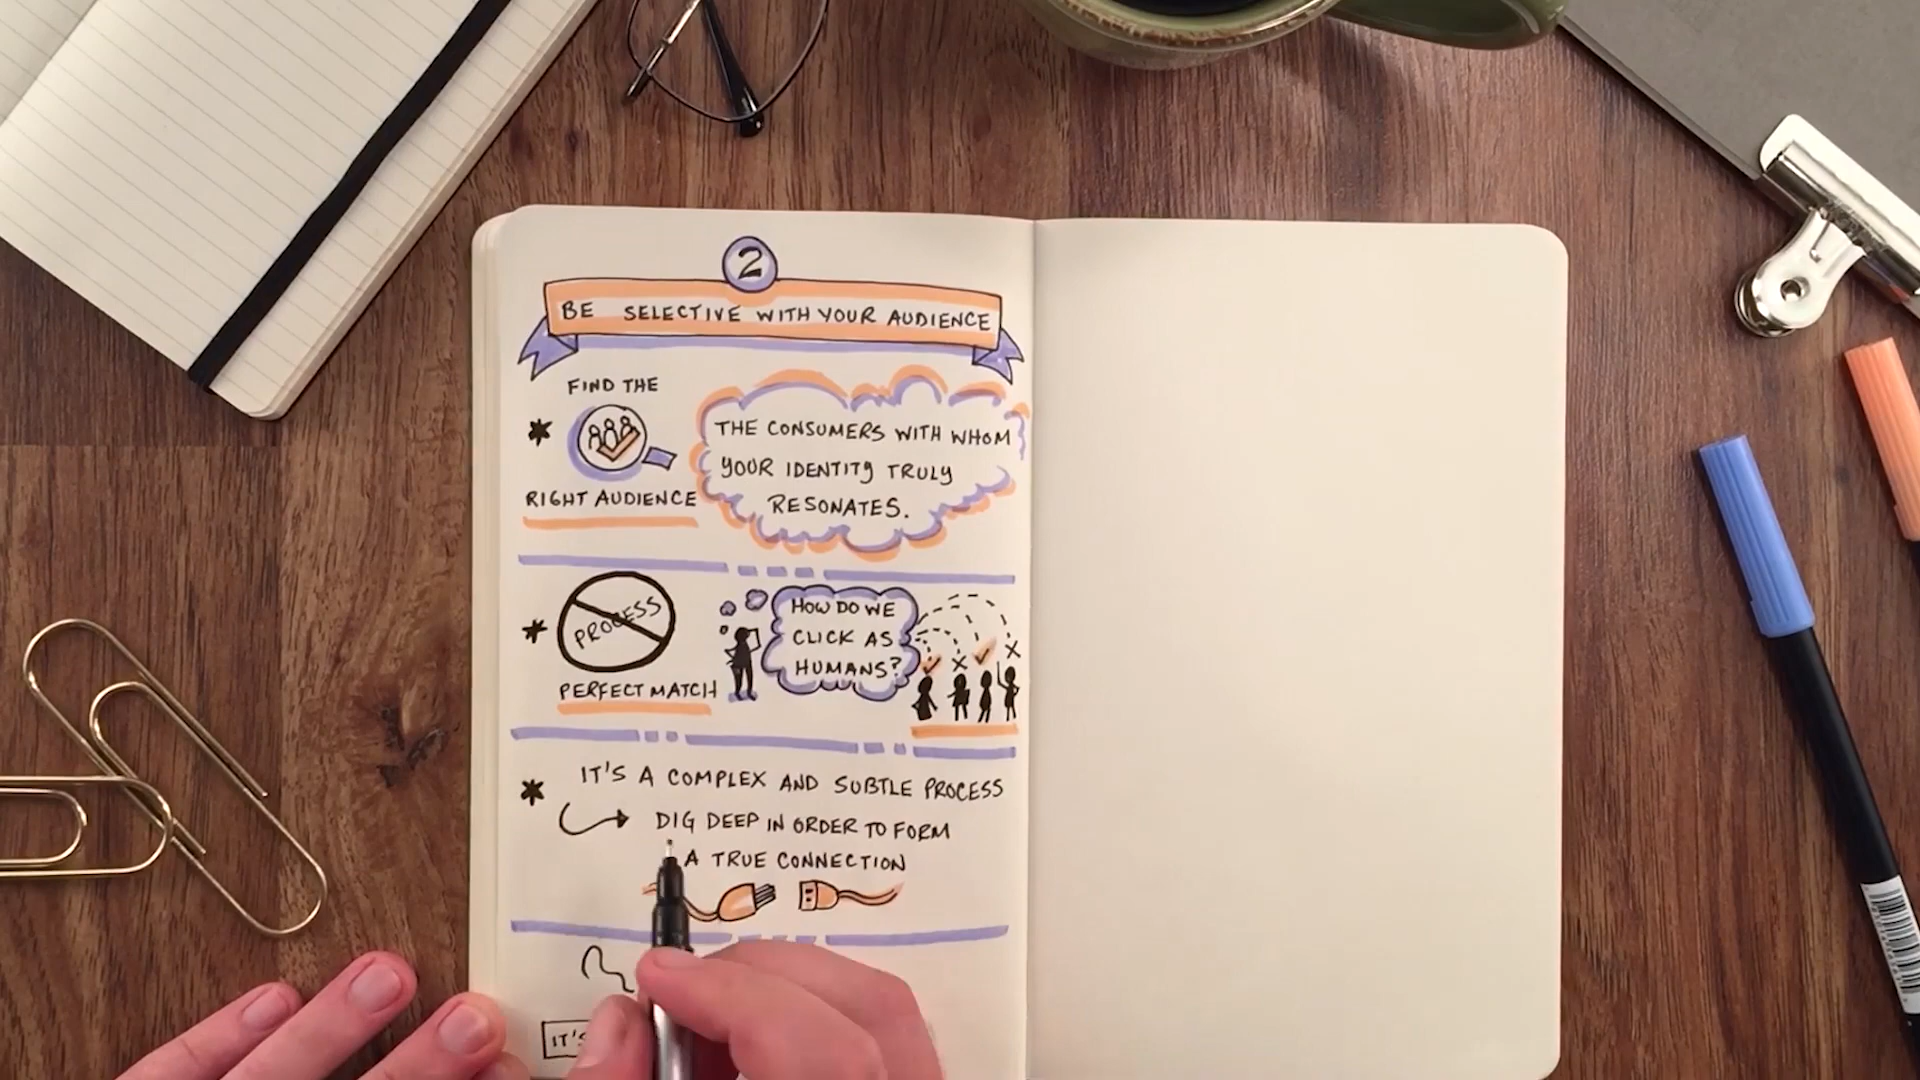 2
BE SELECTIVE WITH YOUR AUDIENCE
FIND THE
RIGHT AUDIENCE
THE CONSUMERS WITH WHOM
YOUR IDENTITY TRULY
RESONATES.
PROCESS
PERFECT MATCH
HOW DO WE
CLICK AS
HUMANS?
IT'S A COMPLEX AND SUBTLE PROCESS
DIG DEEP IN ORDER TO FORM
A TRUE CONNECTION
IT'S